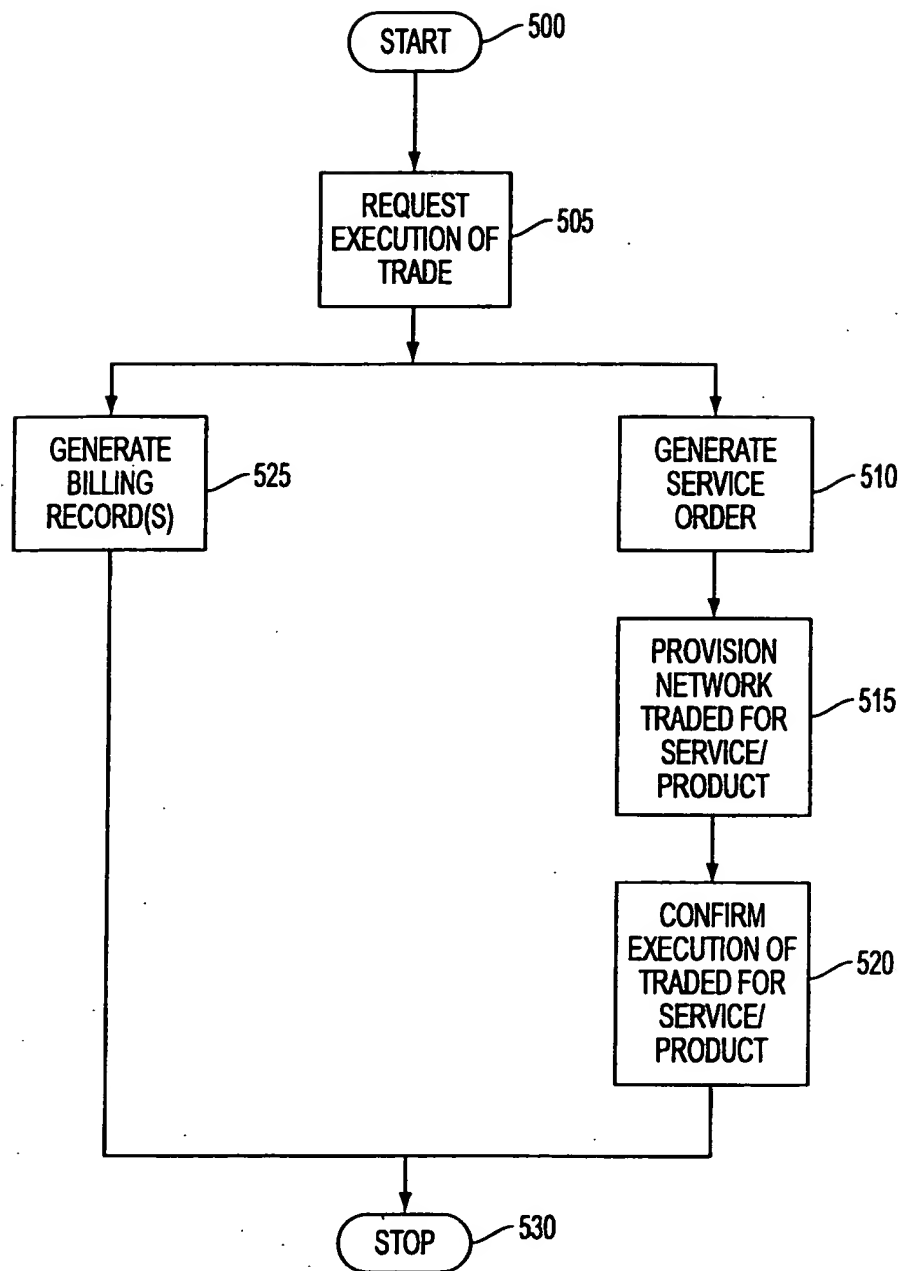 START
500
REQUEST
EXECUTION OF
TRADE
505
GENERATE
BILLING
RECORD(S)
525
GENERATE
SERVICE
ORDER
510
PROVISION
NETWORK
TRADED FOR
SERVICE/
PRODUCT
515
CONFIRM
EXECUTION OF
TRADED FOR
SERVICE/
PRODUCT
520
STOP
530